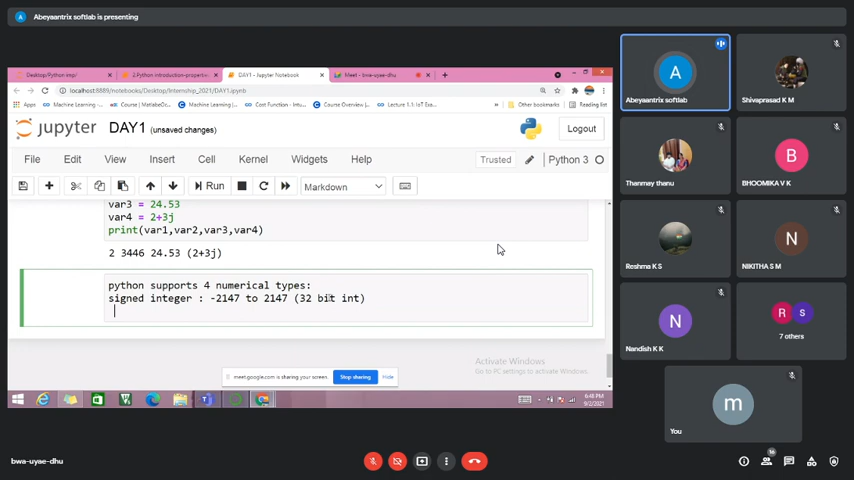 Abeyaantrix softlab is presenting
Desktop/Python imp/
2.Python introduction-properti
DAY1 - Jupyter Notebook
Meet - bwa-uyae-dhu
localhost:8889/notebooks/Desktop/Internship_2021/DAY1.ipynb
Apps
Machine Learning
Course | MatlabeDo
Machine Learning |
Cost Function - Intu
Course Overview |
Lecture 1.1: IoT Exa
Other bookmarks
Reading list
jupyter
DAY1 (unsaved changes)
Logout
File Edit View Insert Cell Kernel Widgets Help
Trusted
Python 3
Run
Markdown
var3 = 24.53
var4 = 2+3j
print(var1,var2,var3,var4)
2 3446 24.53 (2+3j)
python supports 4 numerical types:
signed integer : -2147 to 2147 (32 bit int)
Activate Windows
Go to PC settings to activate Windows.
meet.google.com is sharing your screen.
Stop sharing
Hide
6:48 PM
9/2/2021
A
Abeyaantrix softlab
Shivaprasad K M
Thanmay thanu
B
BHOOMIKA V K
Reshma K S
N
NIKITHA S M
N
Nandish K K
R S
7 others
m
You
bwa-uyae-dhu